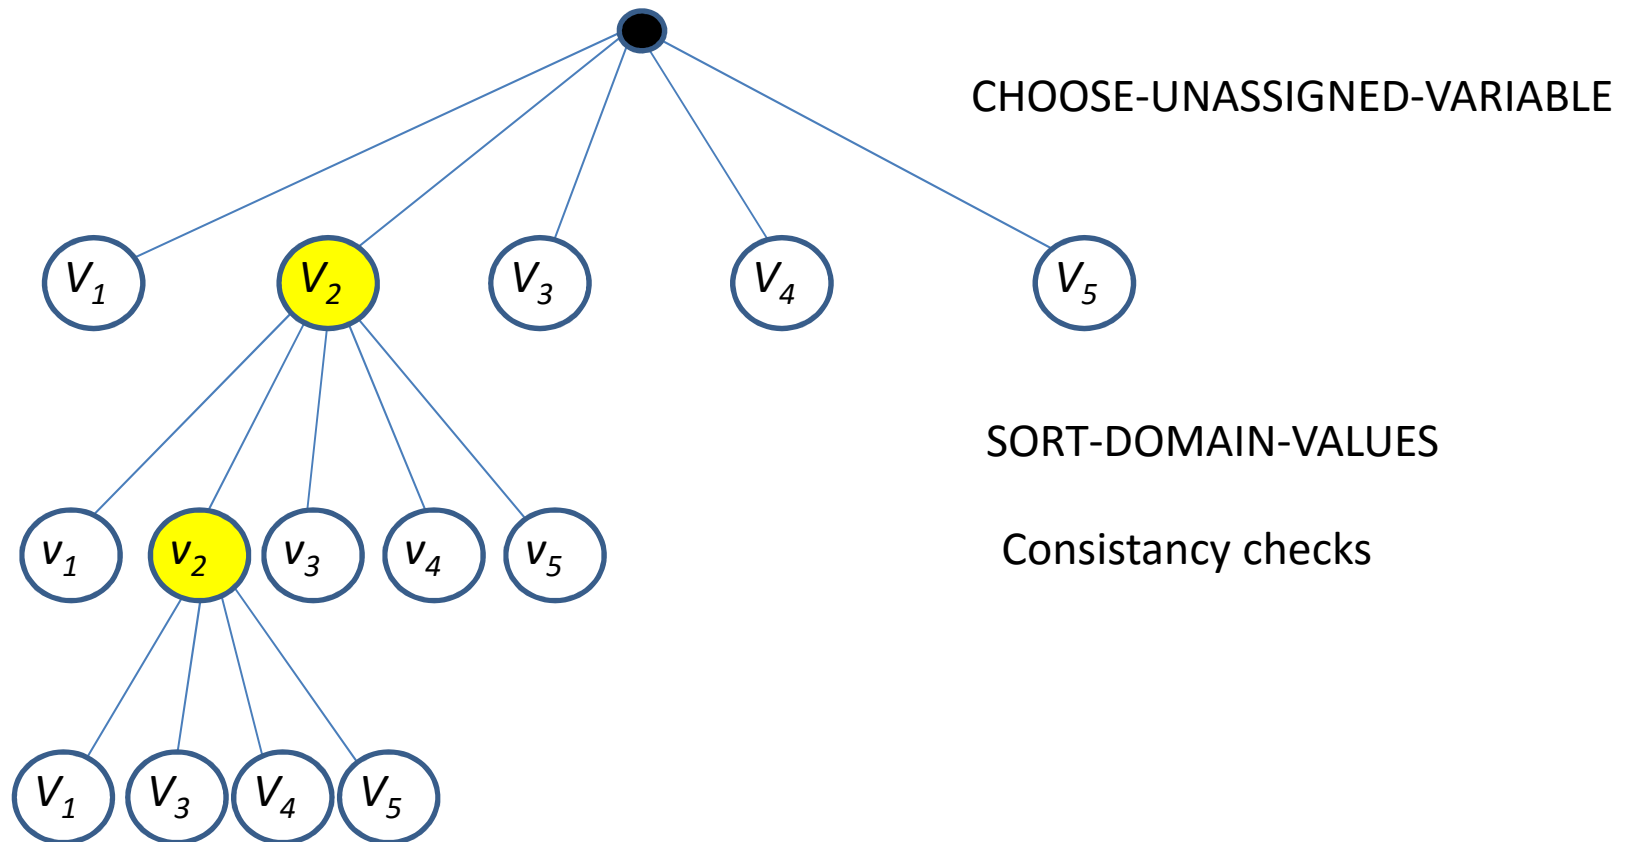 CHOOSE-UNASSIGNED-VARIABLE
V1 V2 V3 V4 V5
SORT-DOMAIN-VALUES
v1 v2 v3 v4 v5
Consistancy checks
V1 V3 V4 V5